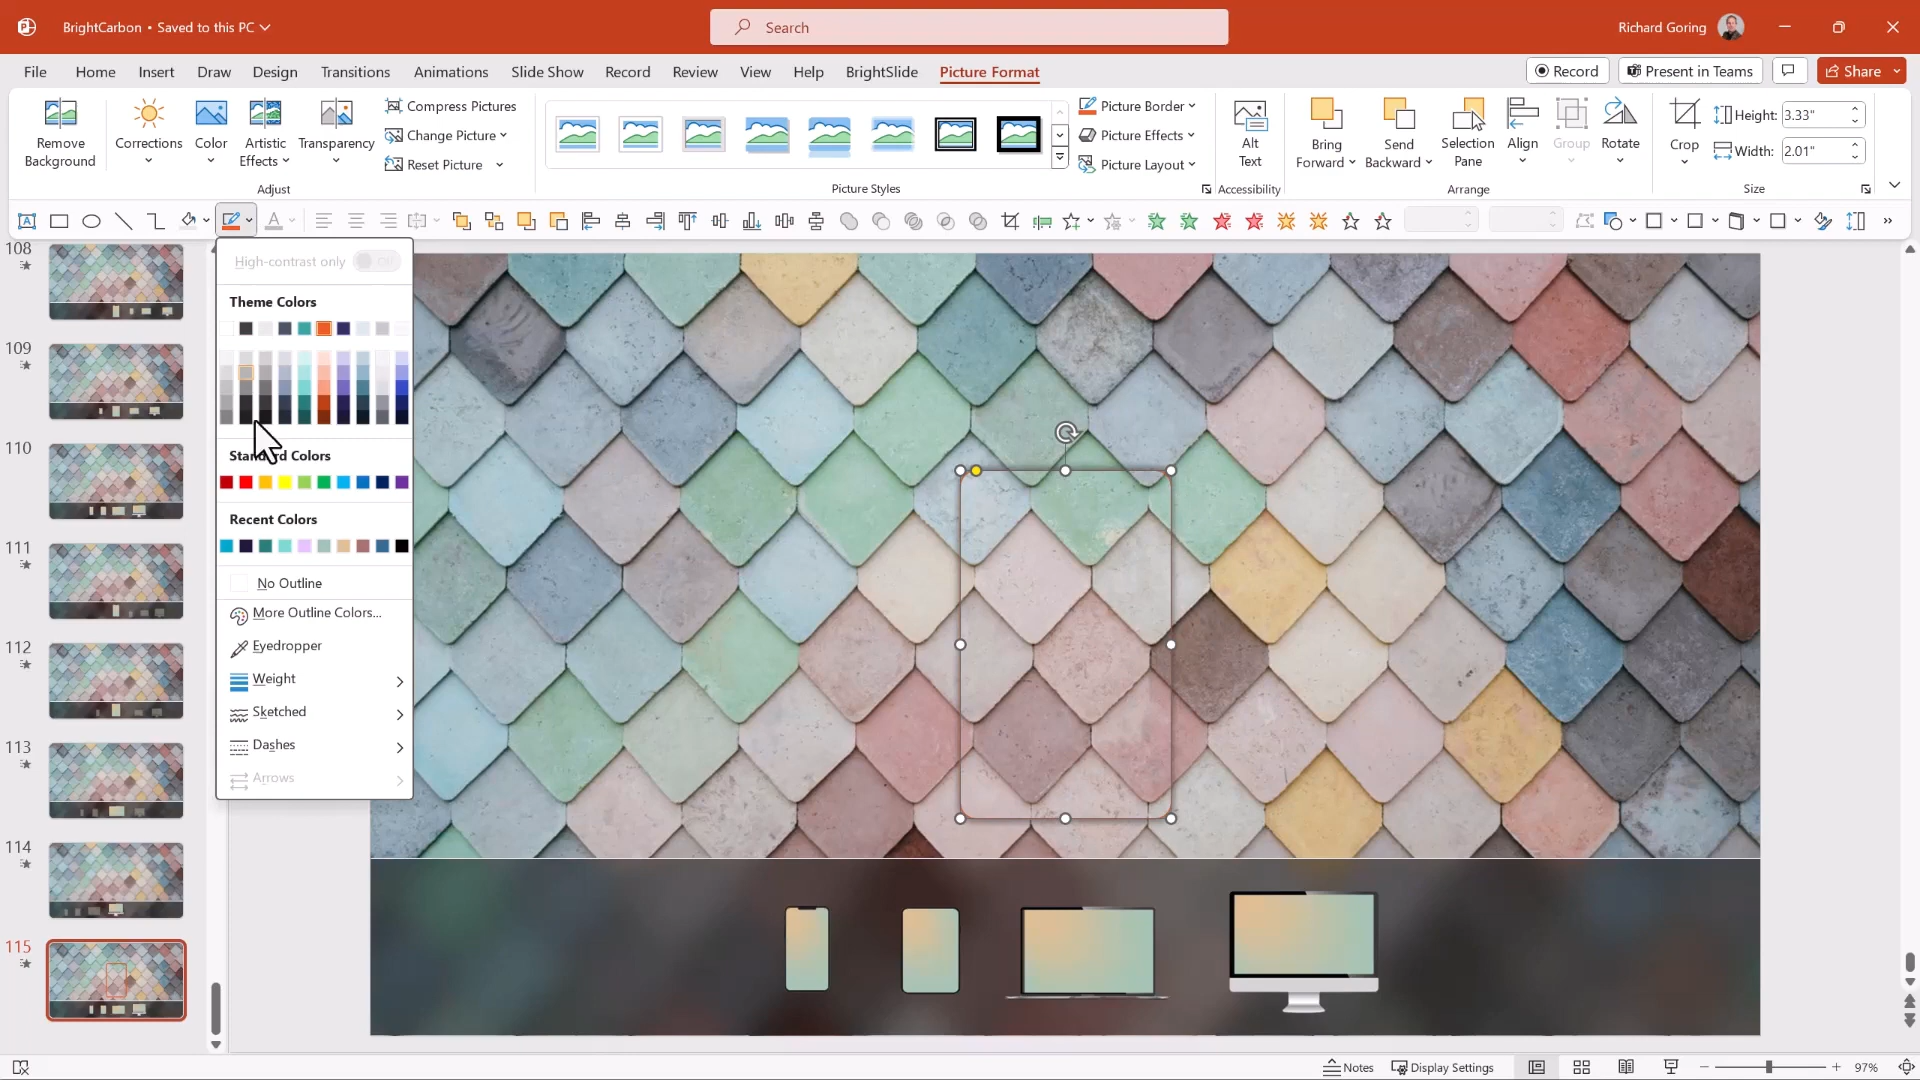 BrightCarbon • Saved to this PC
Search
Richard Goring
File Home Insert Draw Design Transitions Animations Slide Show Record Review View Help BrightSlide Picture Format
Record Present in Teams Share
Remove Background
Corrections
Color
Artistic Effects
Transparency
Compress Pictures
Change Picture
Reset Picture
Adjust
Picture Styles
Picture Border
Picture Effects
Picture Layout
Alt Text
Accessibility
Bring Forward
Send Backward
Selection Pane
Align
Group
Rotate
Arrange
Crop
Height: 3.33"
Width: 2.01"
Size
108
109
110
111
112
113
114
115
High-contrast only Off
Theme Colors
Colors
Recent Colors
No Outline
More Outline Colors...
Eyedropper
Weight
Sketched
Dashes
Arrows
Notes Display Settings 97%